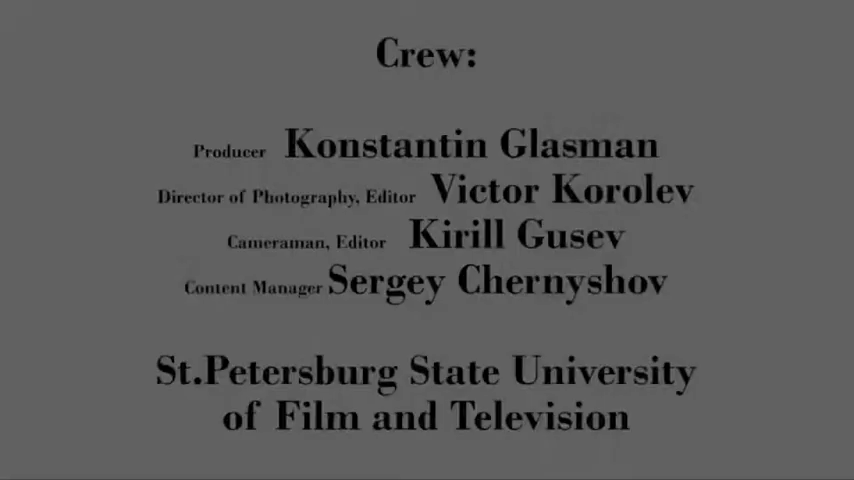 Crew:
Producer Konstantin Glasman
Director of Photography, Editor Victor Korolev
Cameraman, Editor Kirill Gusev
Content Manager Sergey Chernyshov
St.Petersburg State University
of Film and Television